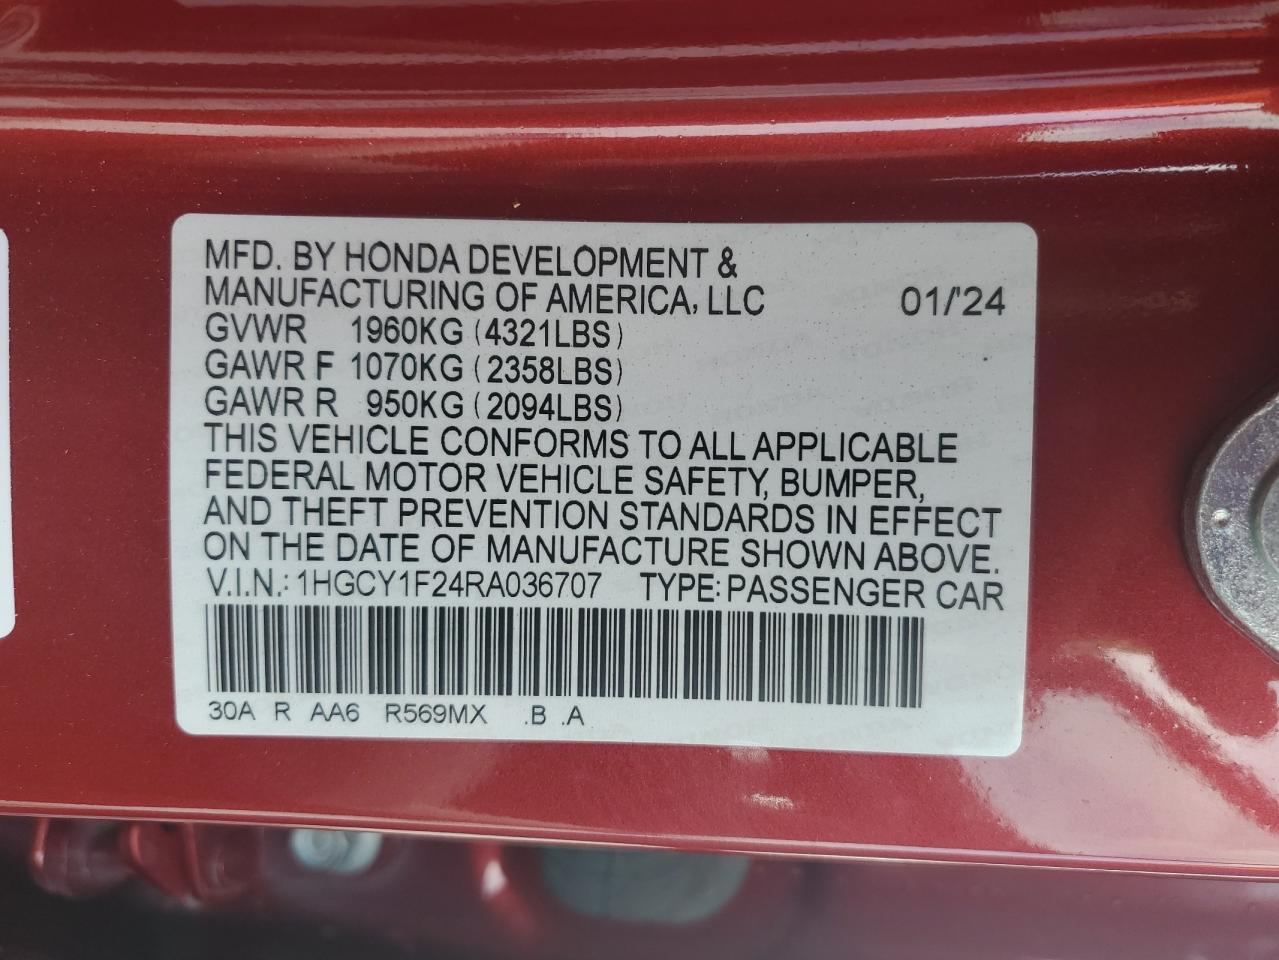 MFD. BY HONDA DEVELOPMENT &
MANUFACTURING OF AMERICA, LLC 01/'24
GVWR 1960KG (4321LBS)
GAWR F 1070KG (2358LBS)
GAWR R 950KG (2094LBS)
THIS VEHICLE CONFORMS TO ALL APPLICABLE
FEDERAL MOTOR VEHICLE SAFETY, BUMPER,
AND THEFT PREVENTION STANDARDS IN EFFECT
ON THE DATE OF MANUFACTURE SHOWN ABOVE.
V.I.N.: 1HGCY1F24RA036707 TYPE: PASSENGER CAR
30A R AA6 R569MX .B .A